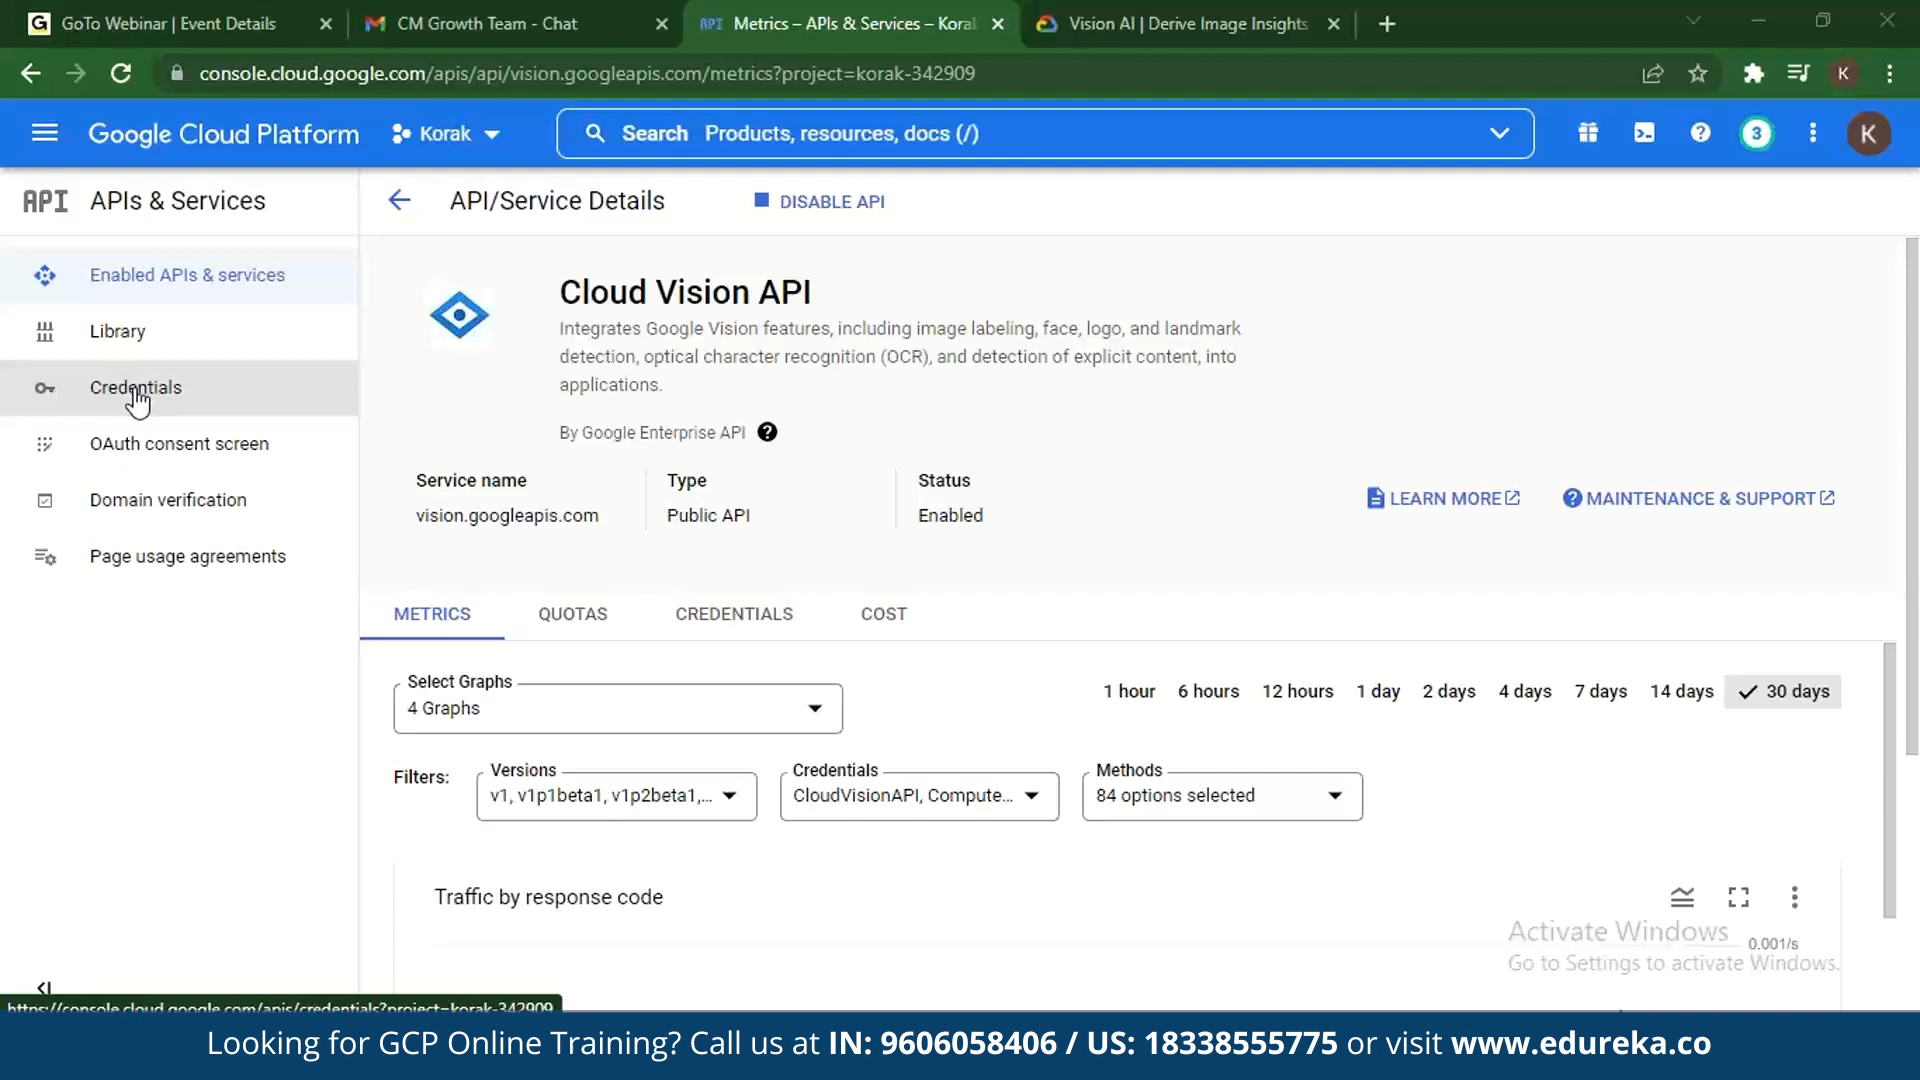 GoTo Webinar | Event Details
CM Growth Team - Chat
API Metrics – APIs & Services – Kora
Vision AI | Derive Image Insights
console.cloud.google.com/apis/api/vision.googleapis.com/metrics?project=korak-342909
K
Google Cloud Platform
Korak
Search Products, resources, docs (/)
3
K
API APIs & Services
API/Service Details
DISABLE API
Enabled APIs & services
Library
Credentials
OAuth consent screen
Domain verification
Page usage agreements
Cloud Vision API
Integrates Google Vision features, including image labeling, face, logo, and landmark
detection, optical character recognition (OCR), and detection of explicit content, into
applications.
By Google Enterprise API
Service name
vision.googleapis.com
Type
Public API
Status
Enabled
LEARN MORE
MAINTENANCE & SUPPORT
METRICS QUOTAS CREDENTIALS COST
Select Graphs
4 Graphs
1 hour 6 hours 12 hours 1 day 2 days 4 days 7 days 14 days 30 days
Filters:
Versions
v1, v1p1beta1, v1p2beta1,...
Credentials
CloudVisionAPI, Compute...
Methods
84 options selected
Traffic by response code
0.001/s
Activate Windows
Go to Settings to activate Windows.
https://console.cloud.google.com/apis/credentials?project=korak-342909
Looking for GCP Online Training? Call us at IN: 9606058406 / US: 18338555775 or visit www.edureka.co